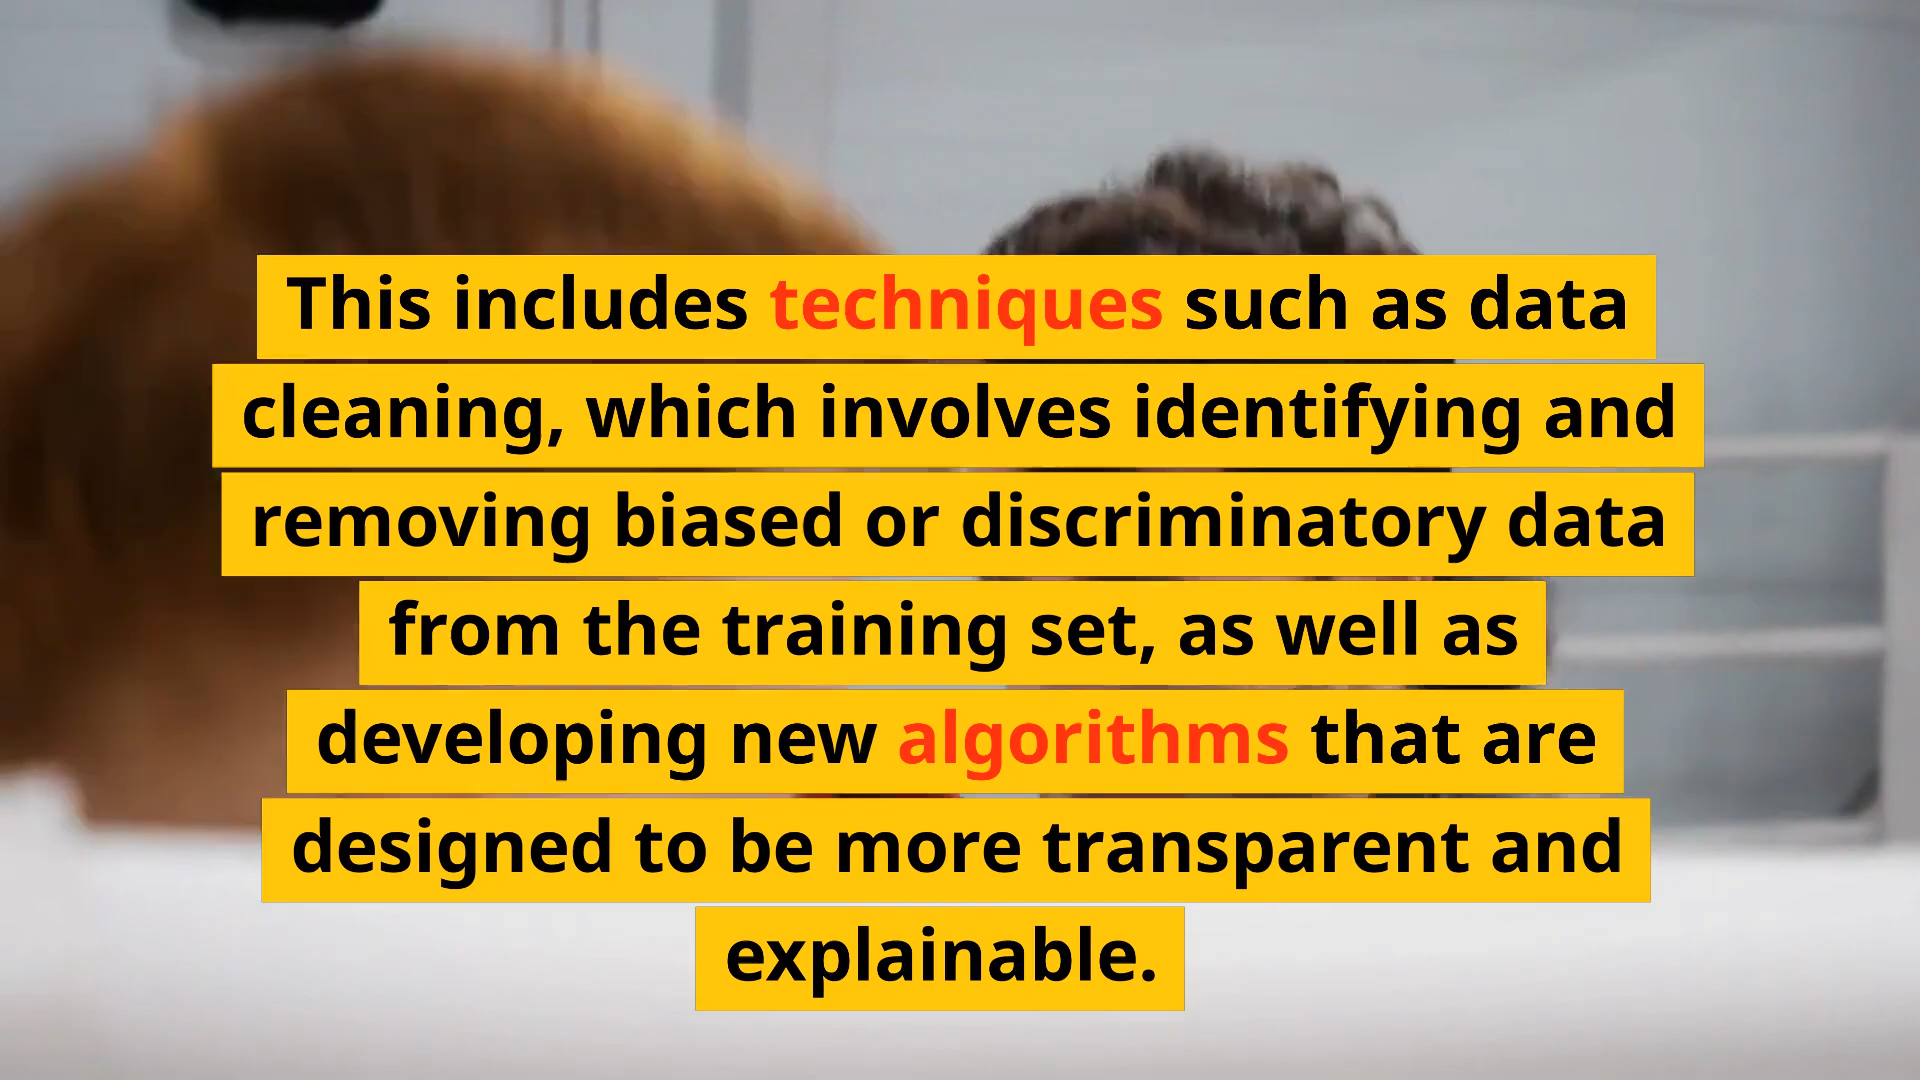 This includes techniques such as data
cleaning, which involves identifying and
removing biased or discriminatory data
from the training set, as well as
developing new algorithms that are
designed to be more transparent and
explainable.